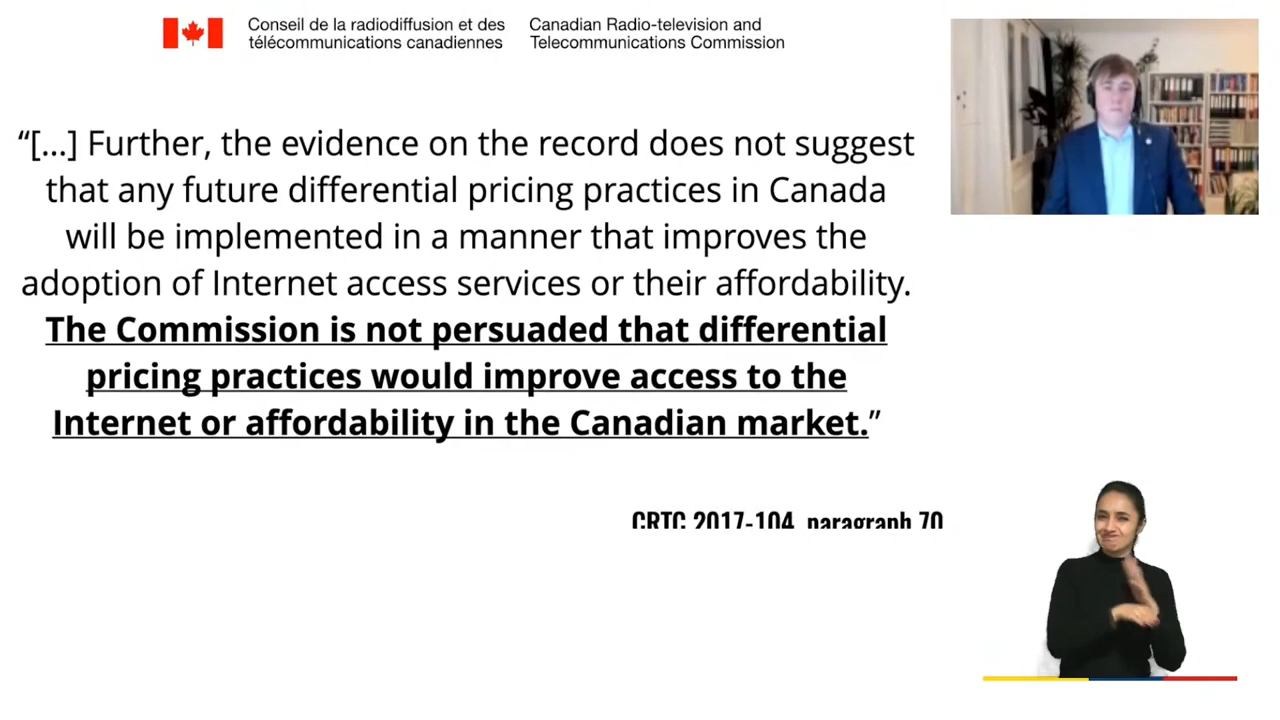 Conseil de la radiodiffusion et des
télécommunications canadiennes
Canadian Radio-television and
Telecommunications Commission
“[...] Further, the evidence on the record does not suggest
that any future differential pricing practices in Canada
will be implemented in a manner that improves the
adoption of Internet access services or their affordability.
The Commission is not persuaded that differential
pricing practices would improve access to the
Internet or affordability in the Canadian market.”
CRTC 2017-104, paragraph 70